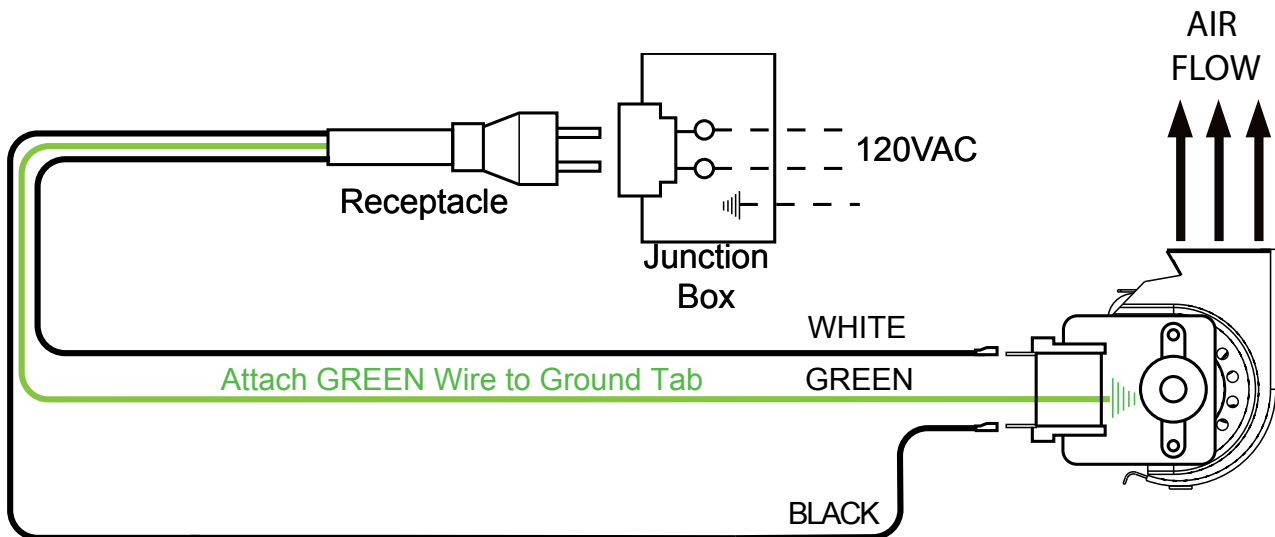 AIR
FLOW
120VAC
Receptacle
Junction
Box
WHITE
Attach GREEN Wire to Ground Tab
GREEN
BLACK